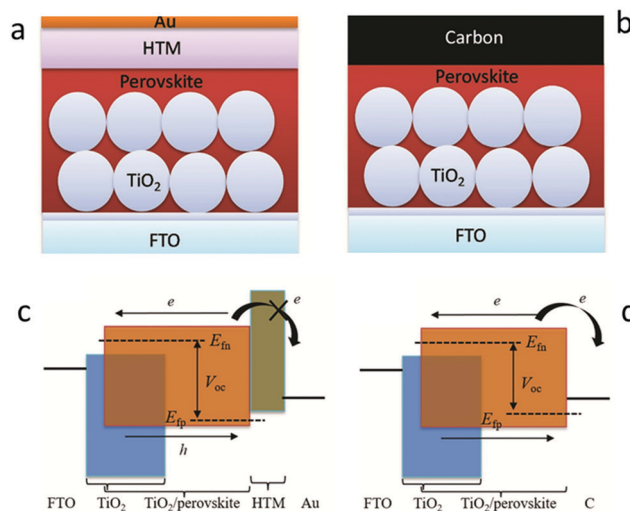 a
Au
HTM
Perovskite
TiO2
FTO
b
Carbon
Perovskite
TiO2
FTO
c
e
e
Efn
Voc
Efp
h
FTO TiO2 TiO2/perovskite HTM Au
e
e
Efn
Voc
Efp
FTO TiO2 TiO2/perovskite C